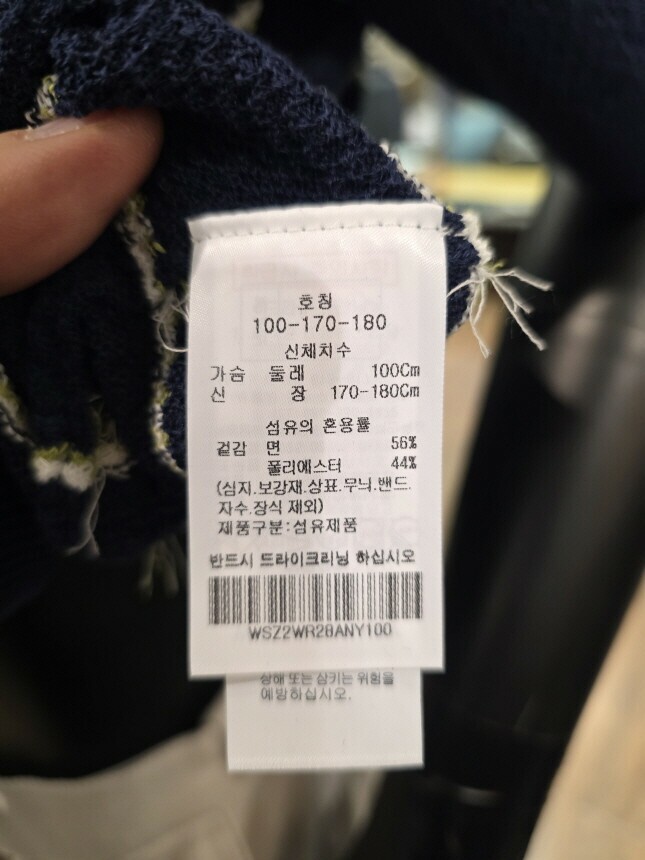 호칭
100-170-180
신체치수
가슴 둘레 100Cm
신 장 170-180Cm
섬유의 혼용률
겉감 면 56%
폴리에스터 44%
(심지.보강재.상표.무늬.밴드.
자수.장식 제외)
제품구분:섬유제품
반드시 드라이크리닝 하십시오
WSZ2WR28ANY100
상해 또는 삼키는 위험을
예방하십시오.